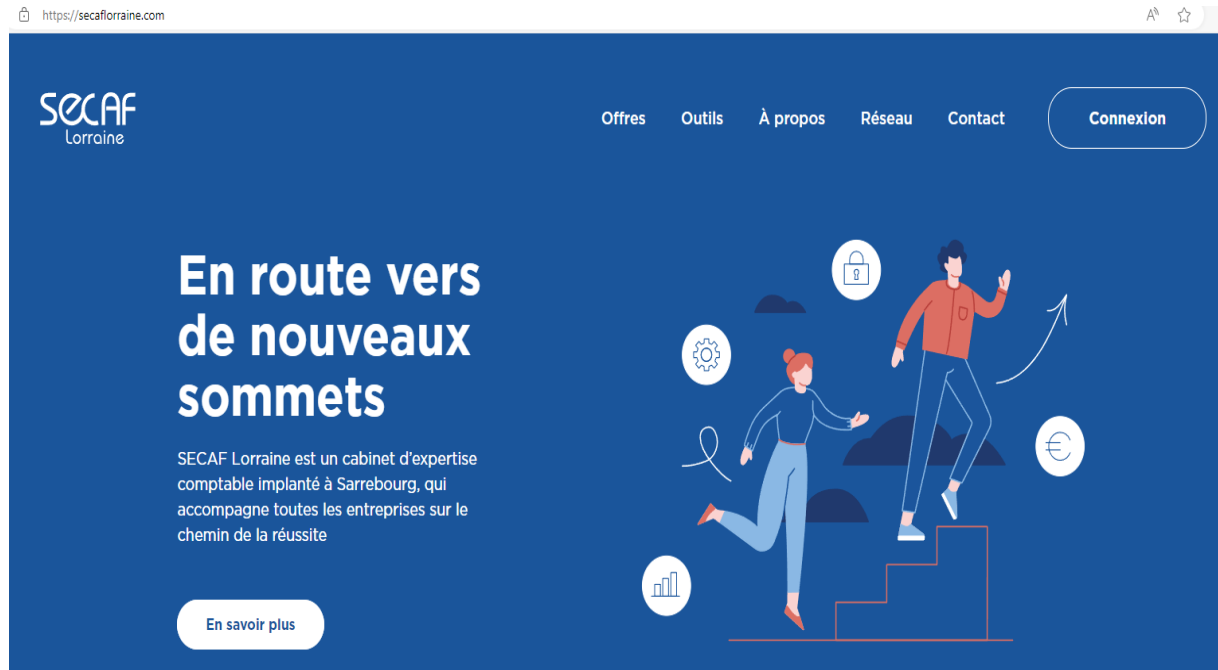 https://secaflorraine.com
SECAF
Lorraine
Offres Outils À propos Réseau Contact Connexion
En route vers
de nouveaux
sommets
SECAF Lorraine est un cabinet d’expertise
comptable implanté à Sarrebourg, qui
accompagne toutes les entreprises sur le
chemin de la réussite
En savoir plus